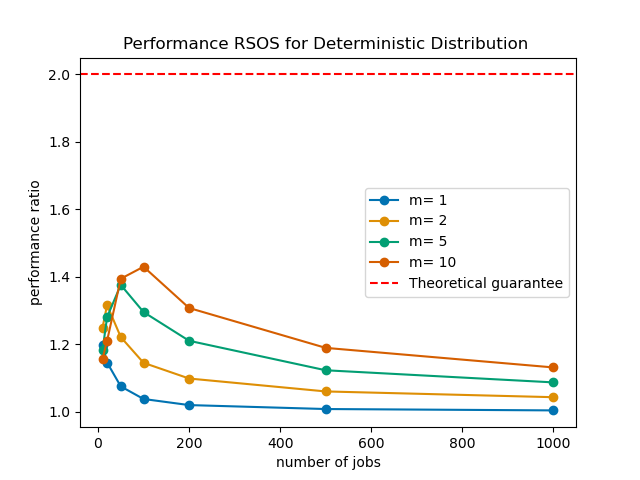 Performance RSOS for Deterministic Distribution
performance ratio
2.0
1.8
1.6
1.4
1.2
1.0
m= 1
m= 2
m= 5
m= 10
Theoretical guarantee
0 200 400 600 800 1000
number of jobs